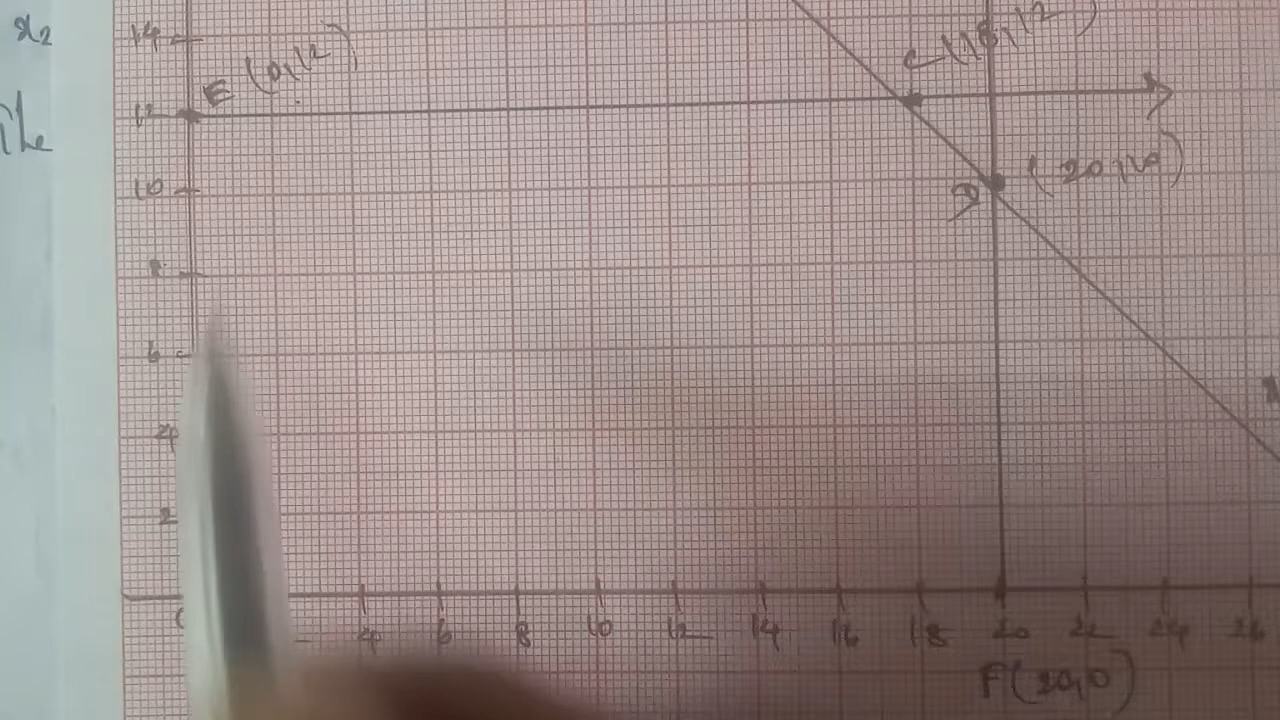 x2
The
14
E (0,12)
C (18,12)
12
10
D (20,10)
8
6
4
2
4 6 8 10 12 14 16 18 20 22 24 26
F(20,0)